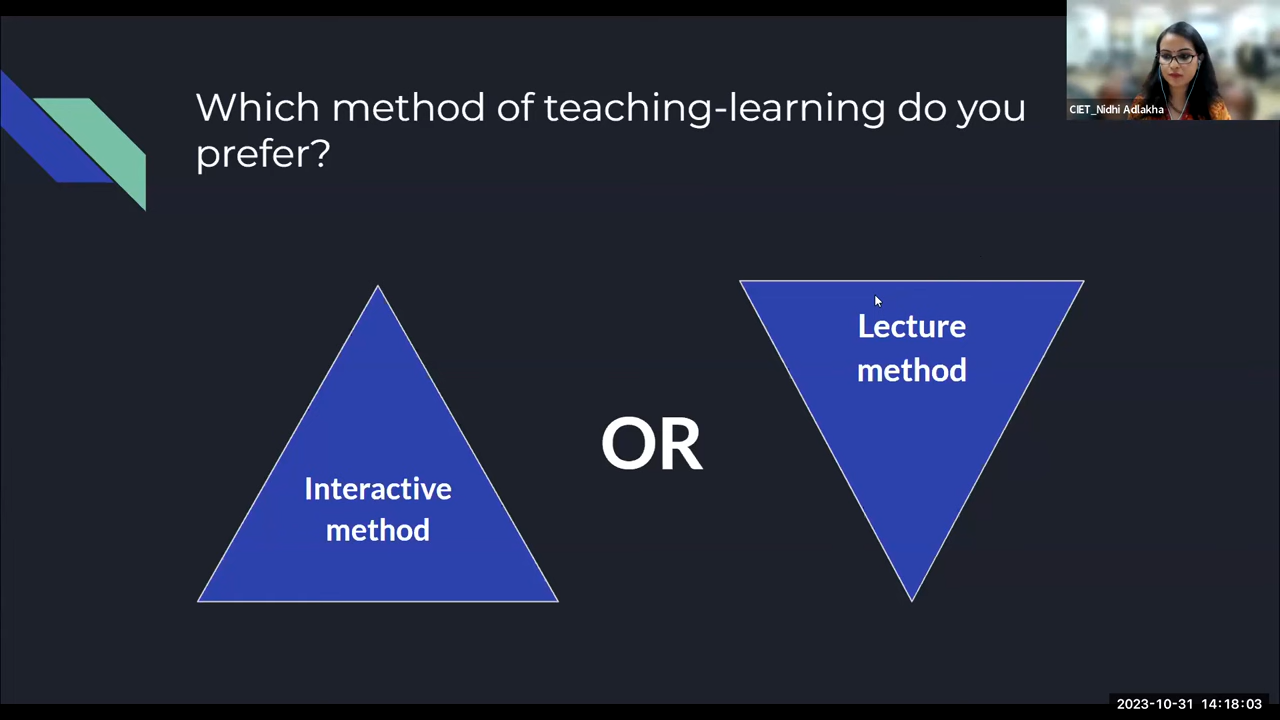 Which method of teaching-learning do you
prefer?
CIET_Nidhi Adlakha
Lecture
method
OR
Interactive
method
2023-10-31 14:18:03